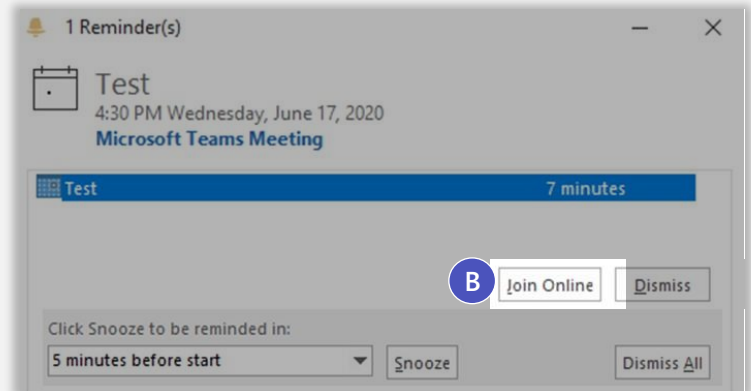 1 Reminder(s)
Test
4:30 PM Wednesday, June 17, 2020
Microsoft Teams Meeting
Test 7 minutes
B Join Online Dismiss
Click Snooze to be reminded in:
5 minutes before start Snooze Dismiss All